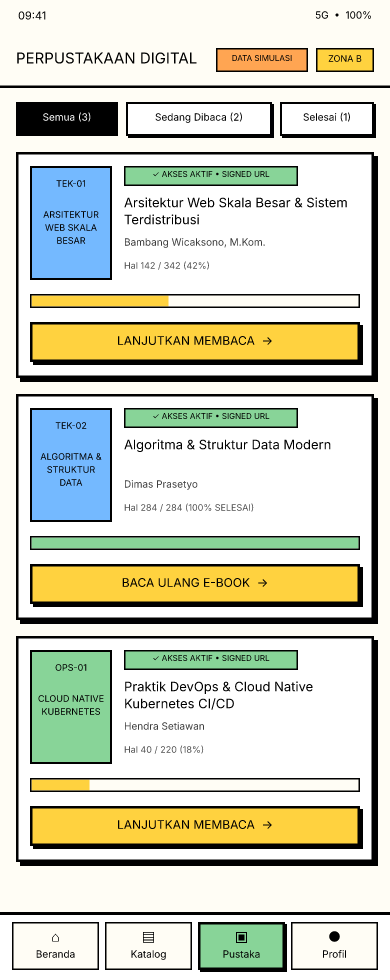 09:41
5G • 100%
PERPUSTAKAAN DIGITAL
DATA SIMULASI
ZONA B
Semua (3)
Sedang Dibaca (2)
Selesai (1)
TEK-01
ARSITEKTUR
WEB SKALA
BESAR
✓ AKSES AKTIF • SIGNED URL
Arsitektur Web Skala Besar & Sistem
Terdistribusi
Bambang Wicaksono, M.Kom.
Hal 142 / 342 (42%)
LANJUTKAN MEMBACA →
TEK-02
ALGORITMA &
STRUKTUR
DATA
✓ AKSES AKTIF • SIGNED URL
Algoritma & Struktur Data Modern
Dimas Prasetyo
Hal 284 / 284 (100% SELESAI)
BACA ULANG E-BOOK →
OPS-01
CLOUD NATIVE
KUBERNETES
✓ AKSES AKTIF • SIGNED URL
Praktik DevOps & Cloud Native
Kubernetes CI/CD
Hendra Setiawan
Hal 40 / 220 (18%)
LANJUTKAN MEMBACA →
Beranda
Katalog
Pustaka
Profil